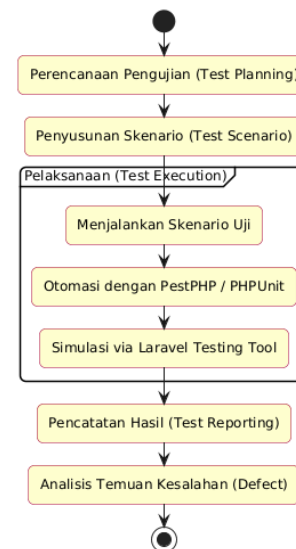 Perencanaan Pengujian (Test Planning)
Penyusunan Skenario (Test Scenario)
Pelaksanaan (Test Execution)
Menjalankan Skenario Uji
Otomasi dengan PestPHP / PHPUnit
Simulasi via Laravel Testing Tool
Pencatatan Hasil (Test Reporting)
Analisis Temuan Kesalahan (Defect)